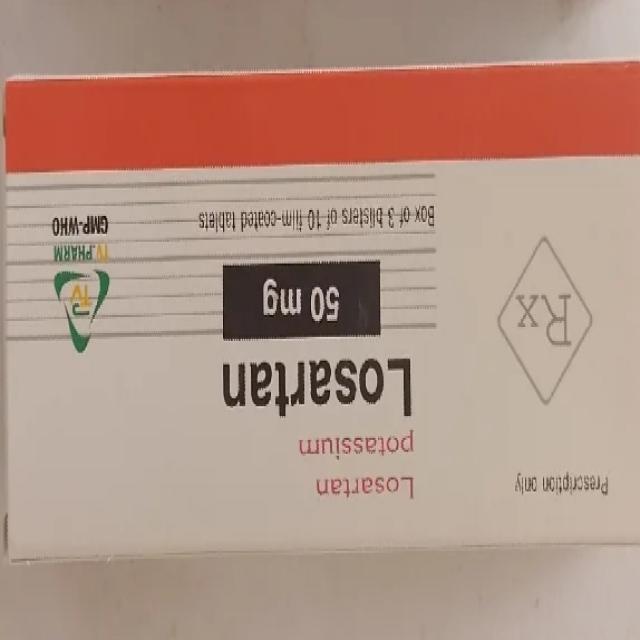 Prescription only
Rx
Losartan
potassium
Losartan
50 mg
Box of 3 blisters of 10 film-coated tablets
TV.PHARM
GMP-WHO